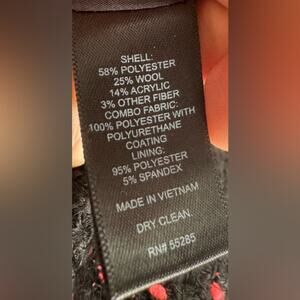 SHELL:
58% POLYESTER
25% WOOL
14% ACRYLIC
3% OTHER FIBER
COMBO FABRIC:
100% POLYESTER WITH
POLYURETHANE
COATING
LINING:
95% POLYESTER
5% SPANDEX
MADE IN VIETNAM
DRY CLEAN.
RN# 55285